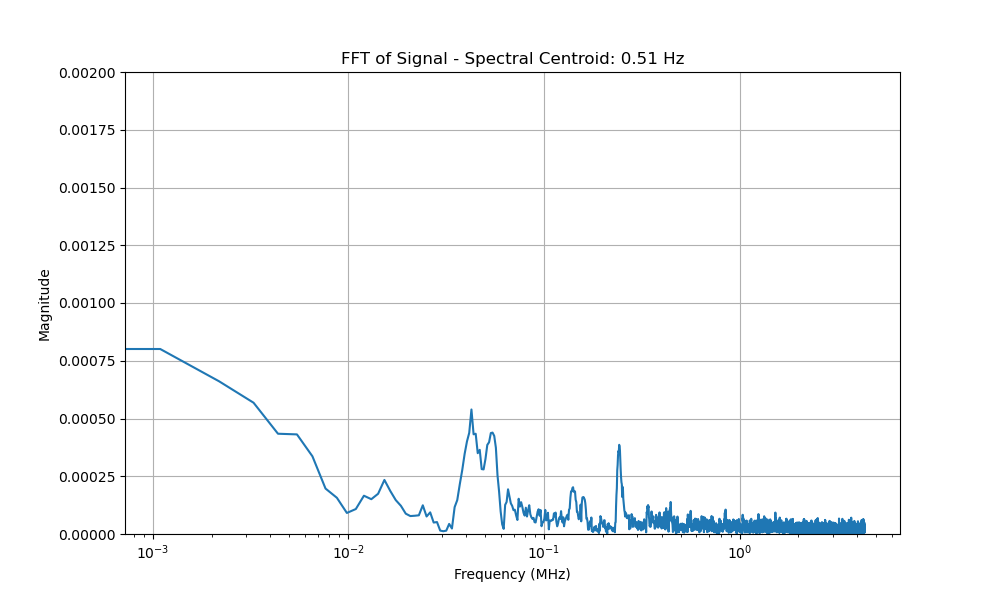 FFT of Signal - Spectral Centroid: 0.51 Hz
0.00200
0.00175
0.00150
0.00125
0.00100
0.00075
0.00050
0.00025
0.00000
Magnitude
10⁻³ 10⁻² 10⁻¹ 10⁰
Frequency (MHz)